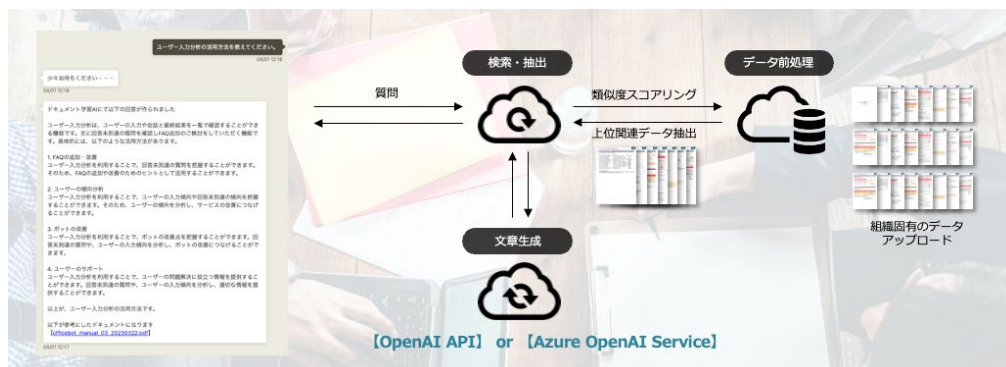 ユーザー入力分析の活用方法を教えてください。
04/01 12:16
少々お待ちください・・・
04/01 12:16
ドキュメント学習AIにて以下の回答が作られました
ユーザー入力分析は、ユーザーの入力や会話と最終結果を一覧で確認することができ
る機能です。主に回答未到達の質問を確認しFAQ追加のご検討をしていただく機能で
す。具体的には、以下のような活用方法があります。
1. FAQの追加・改善
ユーザー入力分析を利用することで、回答未到達の質問を把握することができます。
そのため、FAQの追加や改善のためのヒントとして活用することができます。
2. ユーザーの傾向分析
ユーザー入力分析を利用することで、ユーザーの入力傾向や回答未到達の傾向を把握
することができます。そのため、ユーザーの傾向を分析し、サービスの改善につなげ
ることができます。
3. ボットの改善
ユーザー入力分析を利用することで、ボットの改善点を把握することができます。回
答未到達の質問や、ユーザーの入力傾向を分析し、ボットの改善につなげることがで
きます。
4. ユーザーのサポート
ユーザー入力分析を利用することで、ユーザーの問題解決に役立つ情報を提供するこ
とができます。回答未到達の質問や、ユーザーの入力傾向を分析し、適切な情報を提
供することができます。
以上が、ユーザー入力分析の活用方法です。
以下が参考にしたドキュメントになります
【officebot_manual_03_20230322.pdf】
04/01 12:17
質問
検索・抽出
類似度スコアリング
上位関連データ抽出
データ前処理
組織固有のデータ
アップロード
文章生成
【OpenAI API】 or 【Azure OpenAI Service】